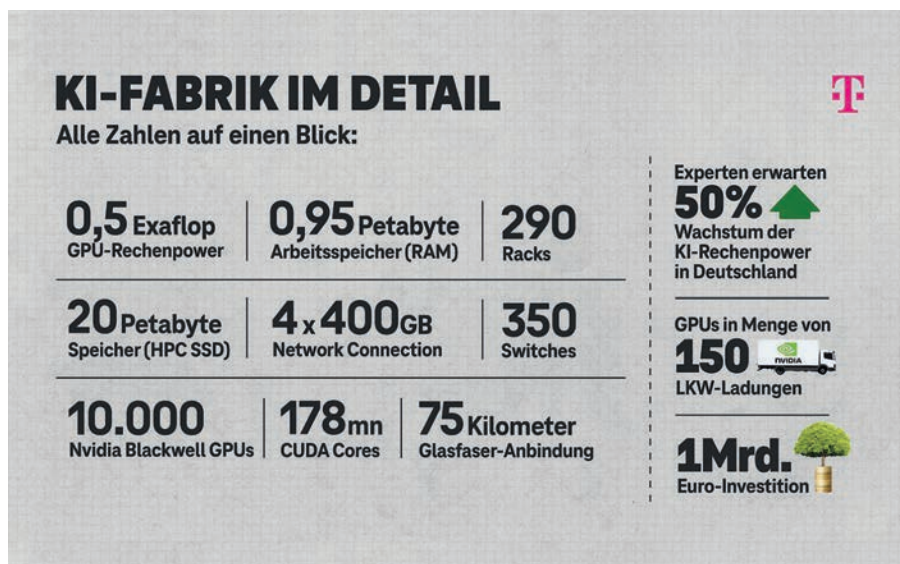 KI-FABRIK IM DETAIL
Alle Zahlen auf einen Blick:
T
0,5 Exaflop
GPU-Rechenpower
0,95 Petabyte
Arbeitsspeicher (RAM)
290
Racks
20 Petabyte
Speicher (HPC SSD)
4 x 400GB
Network Connection
350
Switches
10.000
Nvidia Blackwell GPUs
178mn
CUDA Cores
75 Kilometer
Glasfaser-Anbindung
Experten erwarten
50%
Wachstum der
KI-Rechenpower
in Deutschland
GPUs in Menge von
150
NVIDIA
LKW-Ladungen
1Mrd.
Euro-Investition